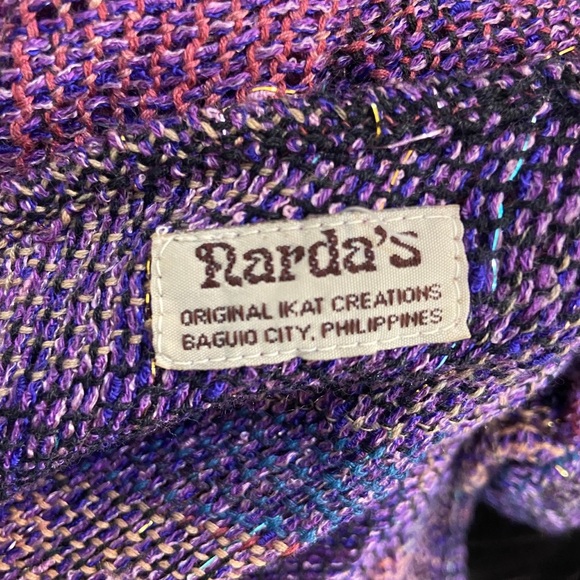 Narda's
ORIGINAL IKAT CREATIONS
BAGUIO CITY, PHILIPPINES